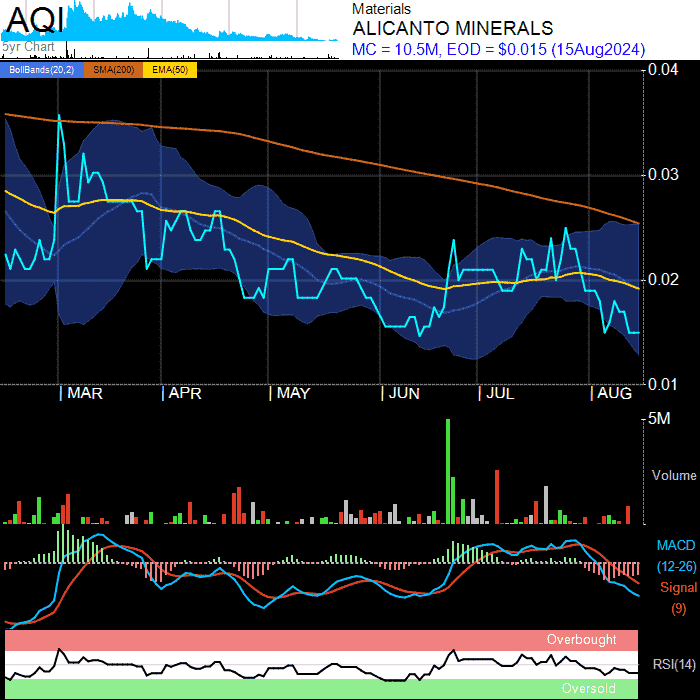 AQI
5yr Chart
Materials
ALICANTO MINERALS
MC = 10.5M, EOD = $0.015 (15Aug2024)
BollBands(20,2) SMA(200) EMA(50)
0.04
0.03
0.02
0.01
MAR APR MAY JUN JUL AUG
5M
Volume
MACD
(12-26)
Signal
(9)
Overbought
RSI(14)
Oversold